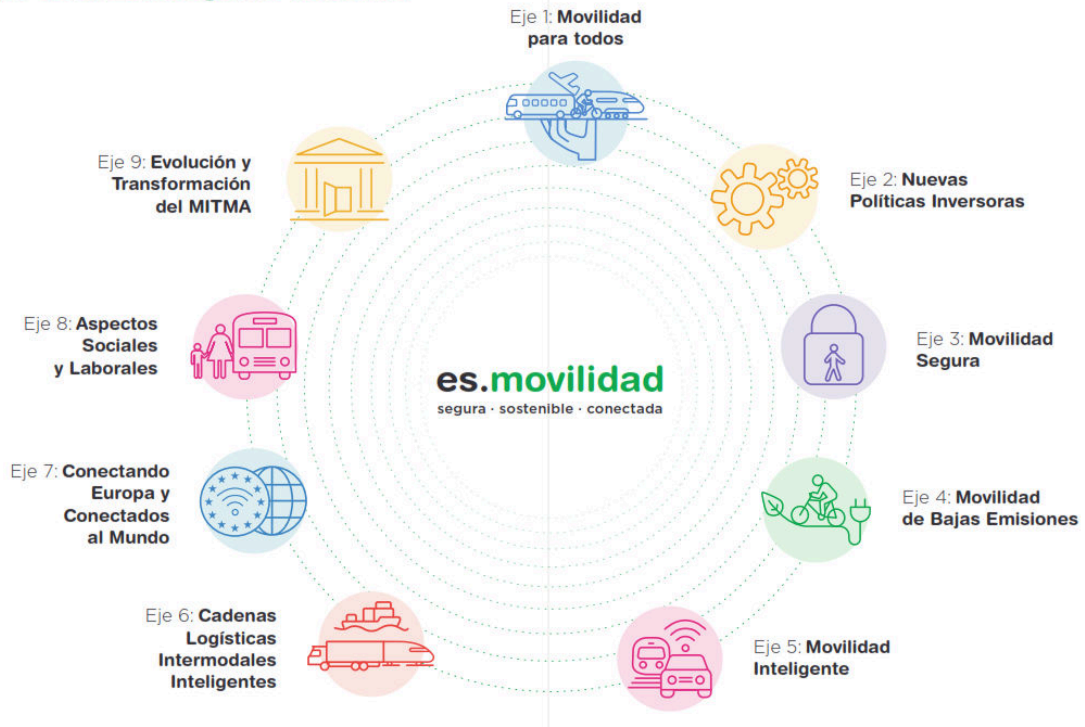 Eje 1: Movilidad
para todos
Eje 2: Nuevas
Políticas Inversoras
Eje 3: Movilidad
Segura
Eje 4: Movilidad
de Bajas Emisiones
Eje 5: Movilidad
Inteligente
Eje 6: Cadenas
Logísticas
Intermodales
Inteligentes
Eje 7: Conectando
Europa y
Conectados
al Mundo
Eje 8: Aspectos
Sociales
y Laborales
Eje 9: Evolución y
Transformación
del MITMA
es.movilidad
segura · sostenible · conectada